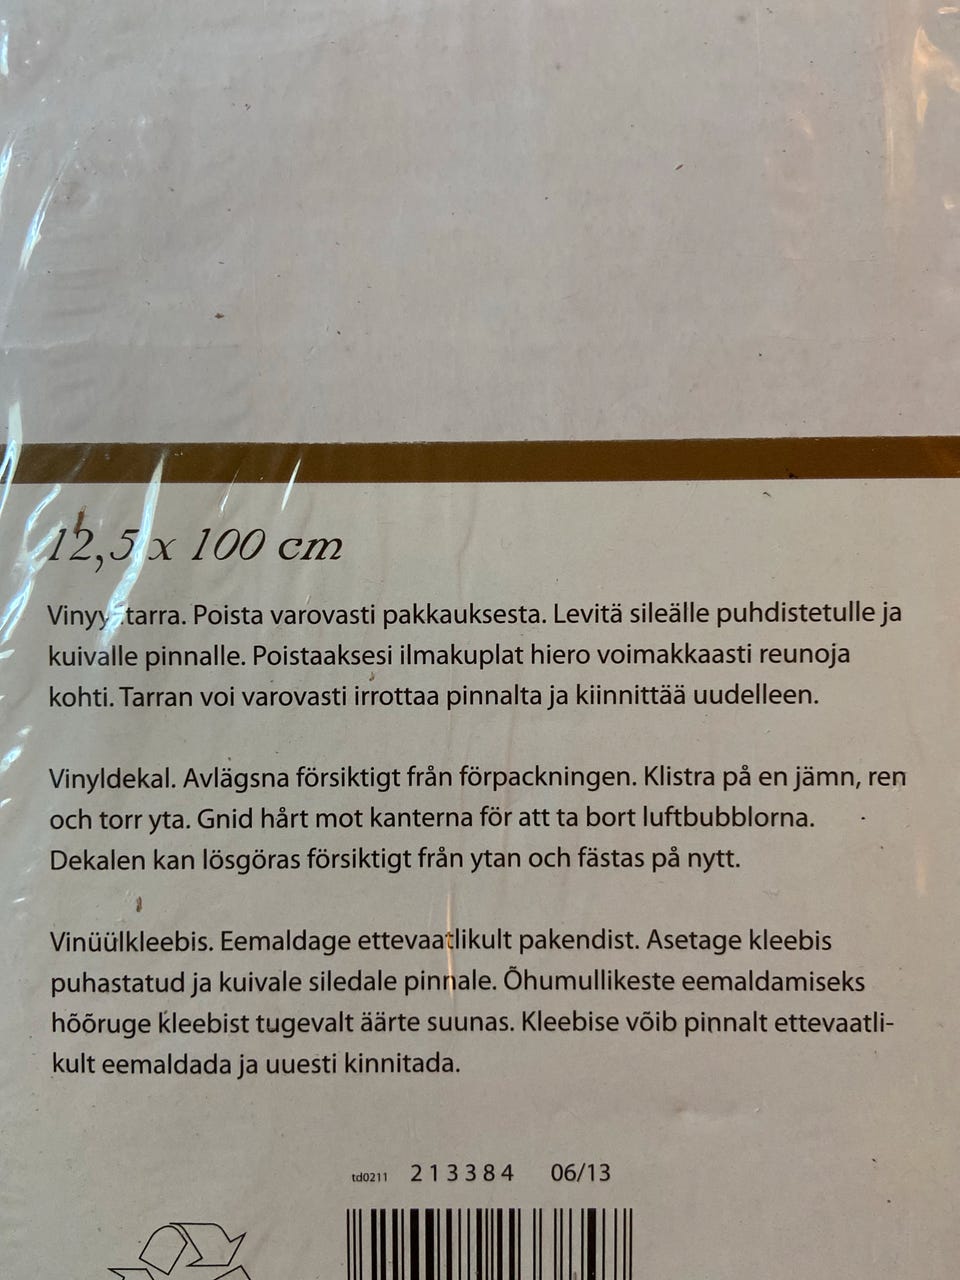 12,5 x 100 cm
Vinyylitarra. Poista varovasti pakkauksesta. Levitä sileälle puhdistetulle ja
kuivalle pinnalle. Poistaaksesi ilmakuplat hiero voimakkaasti reunoja
kohti. Tarran voi varovasti irrottaa pinnalta ja kiinnittää uudelleen.
Vinyldekal. Avlägsna försiktigt från förpackningen. Klistra på en jämn, ren
och torr yta. Gnid hårt mot kanterna för att ta bort luftbubblorna.
Dekalen kan lösgöras försiktigt från ytan och fästas på nytt.
Vinüülkleebis. Eemaldage ettevaatlikult pakendist. Asetage kleebis
puhastatud ja kuivale siledale pinnale. Õhumullikeste eemaldamiseks
hõõruge kleebist tugevalt äärte suunas. Kleebise võib pinnalt ettevaatli-
kult eemaldada ja uuesti kinnitada.
td0211 213384 06/13